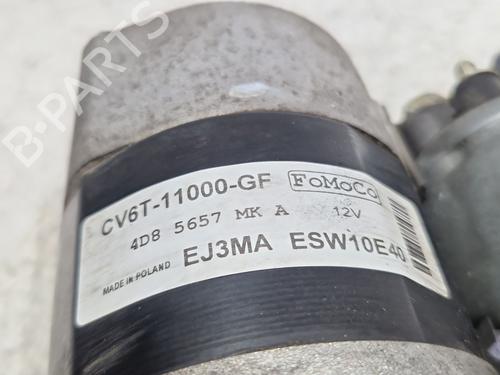 B-PARTS
CV6T-11000-GF FoMoCo
4D8 5657 MK A 12V
MADE IN POLAND EJ3MA ESW10E40